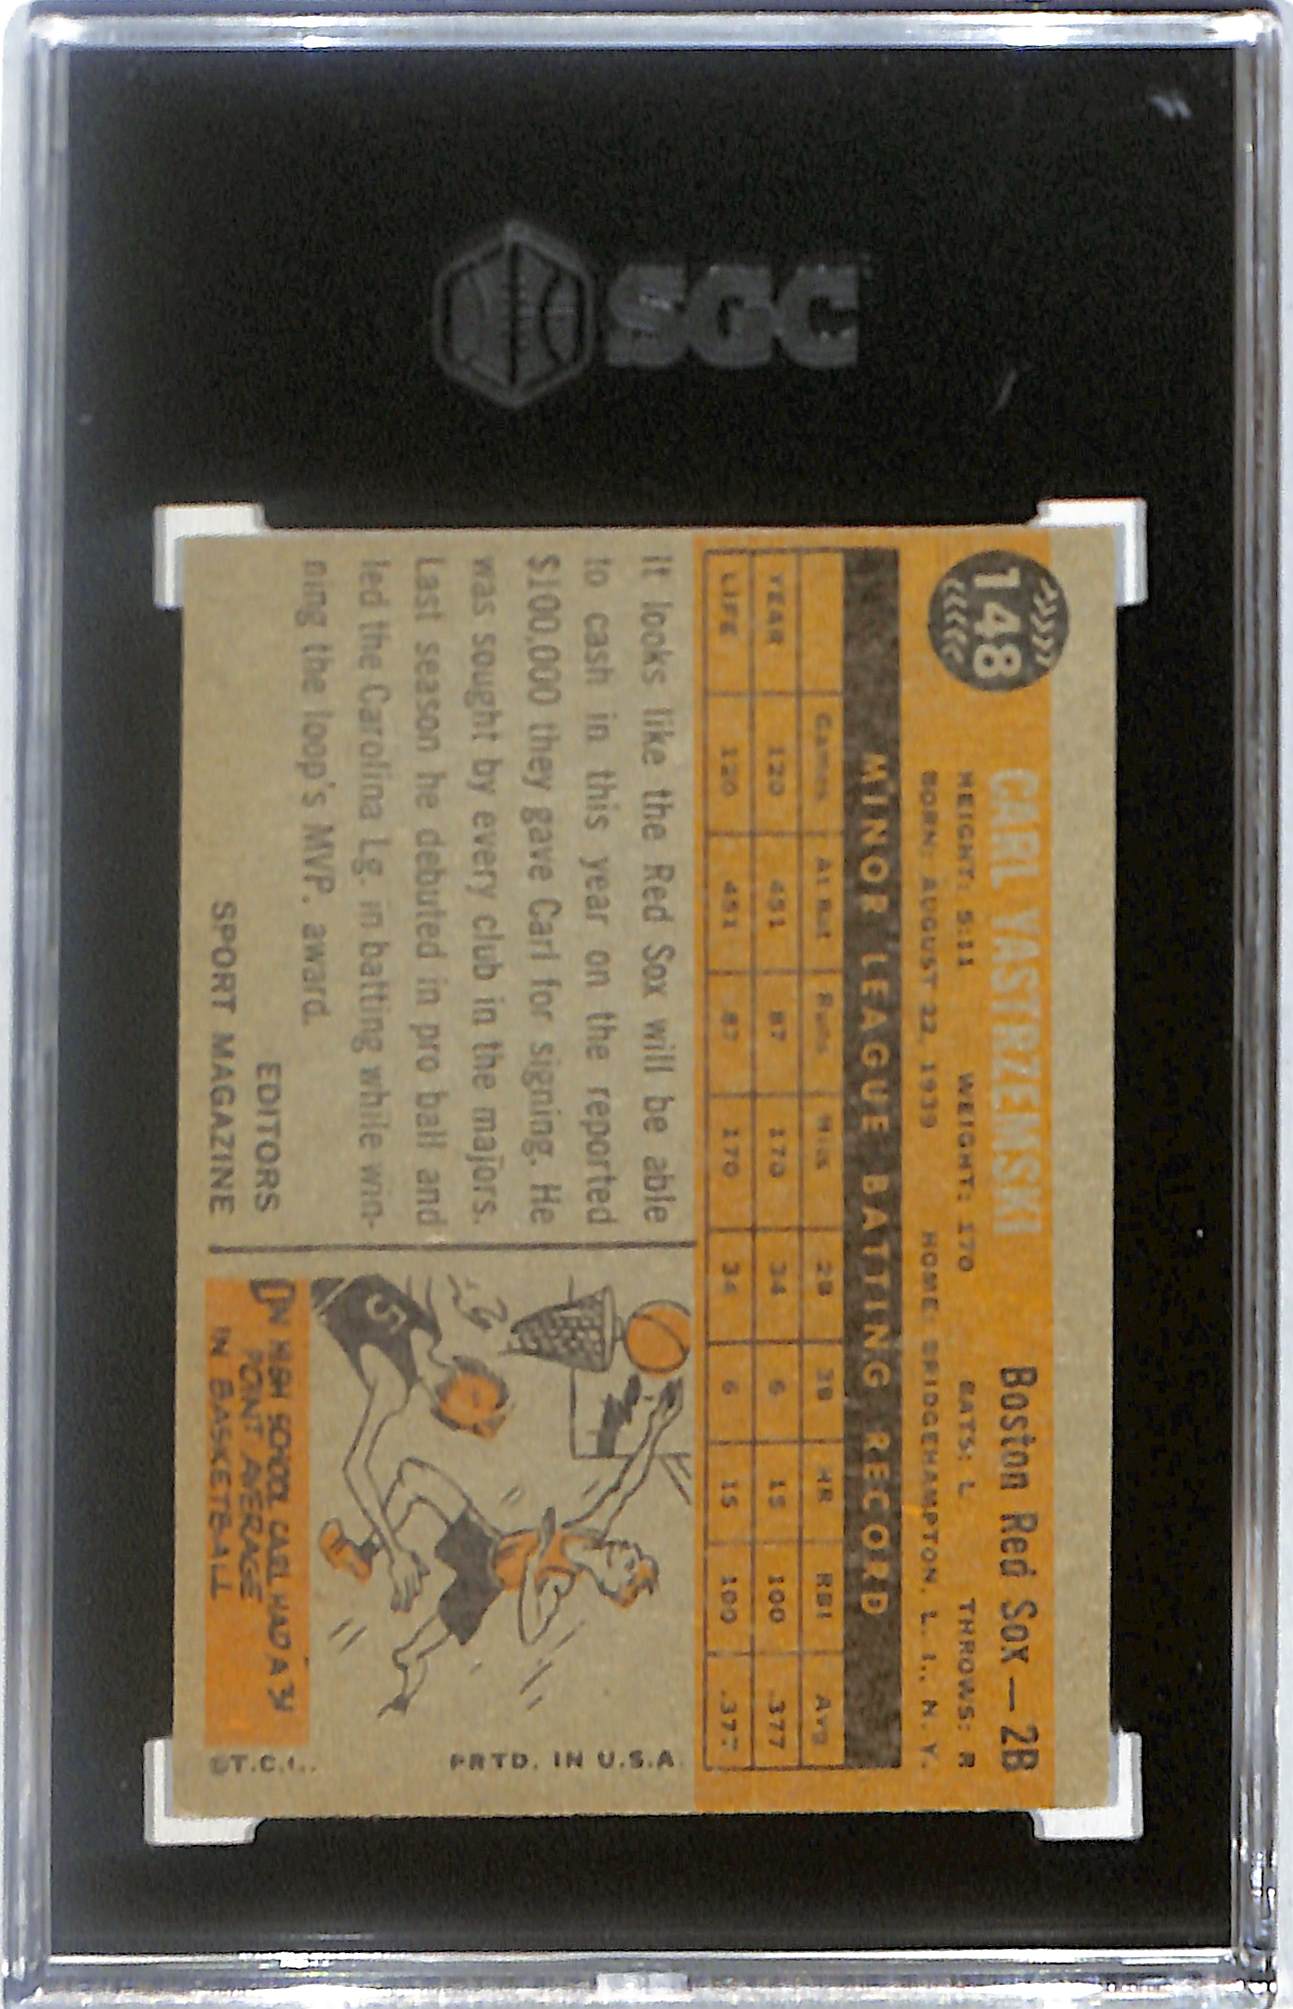 SGC
148
CARL YASTRZEMSKI
Boston Red Sox—2B
HEIGHT: 5:11 WEIGHT: 170 BATS: L THROWS: R
BORN: AUGUST 22, 1939 HOME: BRIDGEHAMPTON, L. I., N. Y.
MINOR LEAGUE BATTING RECORD
Games At Bat Runs Hits 2B 3B HR RBI Avg
YEAR 120 451 87 170 34 6 15 100 .377
LIFE 120 451 87 170 34 6 15 100 .377
It looks like the Red Sox will be able
to cash in this year on the reported
$100,000 they gave Carl for signing. He
was sought by every club in the majors.
Last season he debuted in pro ball and
led the Carolina Lg. in batting while win-
ning the loop's MVP. award.
EDITORS
SPORT MAGAZINE
5
IN HIGH SCHOOL CARL HAD A 34
POINT AVERAGE
IN BASKETBALL
PRTD. IN U.S.A.
©T.C.G.